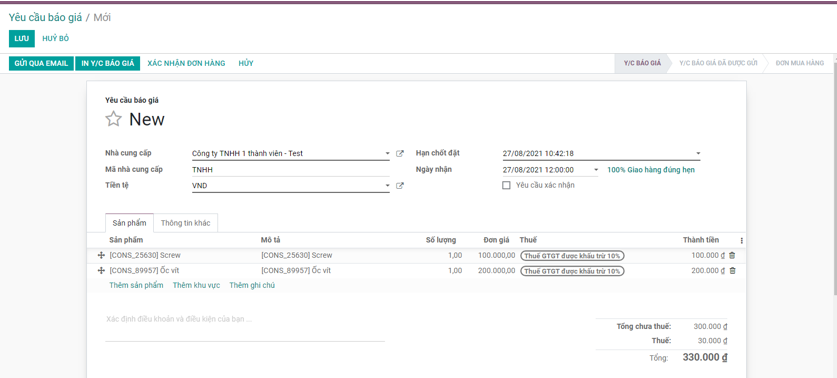 Yêu cầu báo giá / Mới
LƯU HUỶ BỎ
GỬI QUA EMAIL IN Y/C BÁO GIÁ XÁC NHẬN ĐƠN HÀNG HỦY Y/C BÁO GIÁ Y/C BÁO GIÁ ĐÃ ĐƯỢC GỬI ĐƠN MUA HÀNG
Yêu cầu báo giá
New
Nhà cung cấp Công ty TNHH 1 thành viên - Test Hạn chốt đặt 27/08/2021 10:42:18
Mã nhà cung cấp TNHH Ngày nhận 27/08/2021 12:00:00 100% Giao hàng đúng hẹn
Tiền tệ VND Yêu cầu xác nhận
Sản phẩm Thông tin khác
Sản phẩm Mô tả Số lượng Đơn giá Thuế Thành tiền
[CONS_25630] Screw [CONS_25630] Screw 1,00 100.000,00 Thuế GTGT được khấu trừ 10% 100.000 ₫
[CONS_89957] Ốc vít [CONS_89957] Ốc vít 1,00 200.000,00 Thuế GTGT được khấu trừ 10% 200.000 ₫
Thêm sản phẩm Thêm khu vực Thêm ghi chú
Xác định điều khoản và điều kiện của bạn ...
Tổng chưa thuế: 300.000 ₫
Thuế: 30.000 ₫
Tổng: 330.000 ₫